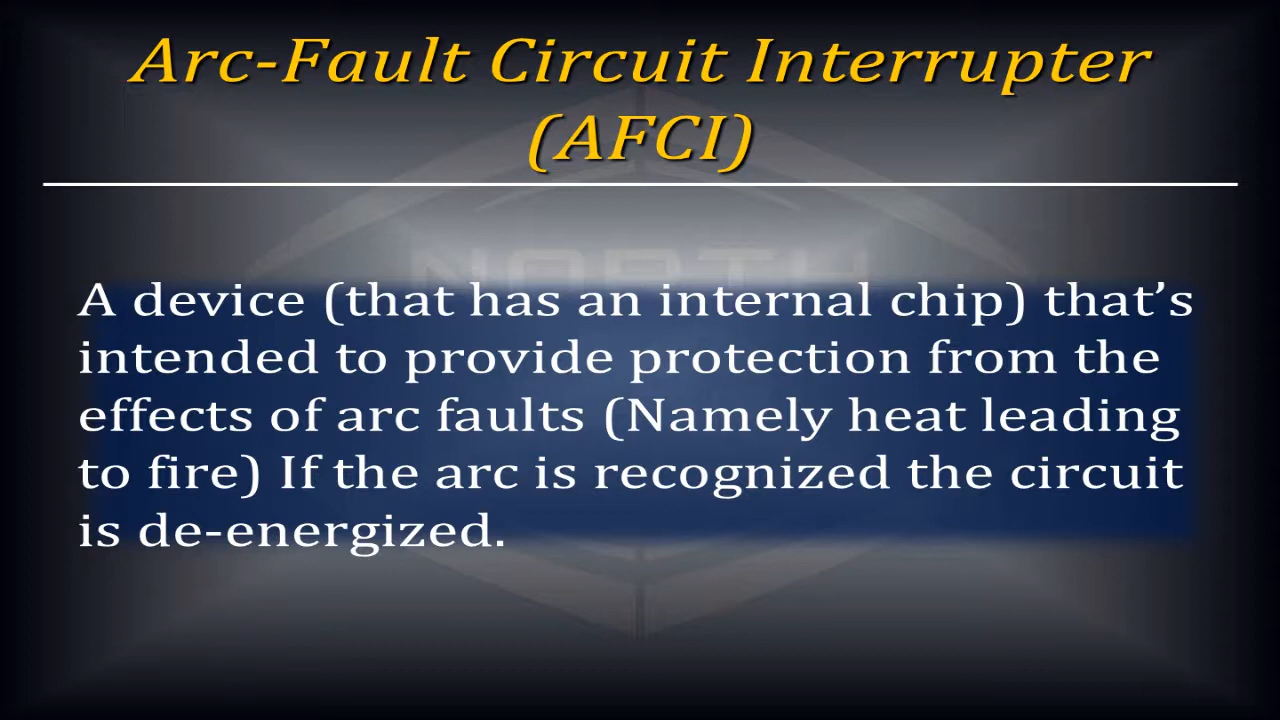 Arc-Fault Circuit Interrupter
(AFCI)
NORTH
A device (that has an internal chip) that’s
intended to provide protection from the
effects of arc faults (Namely heat leading
to fire) If the arc is recognized the circuit
is de-energized.